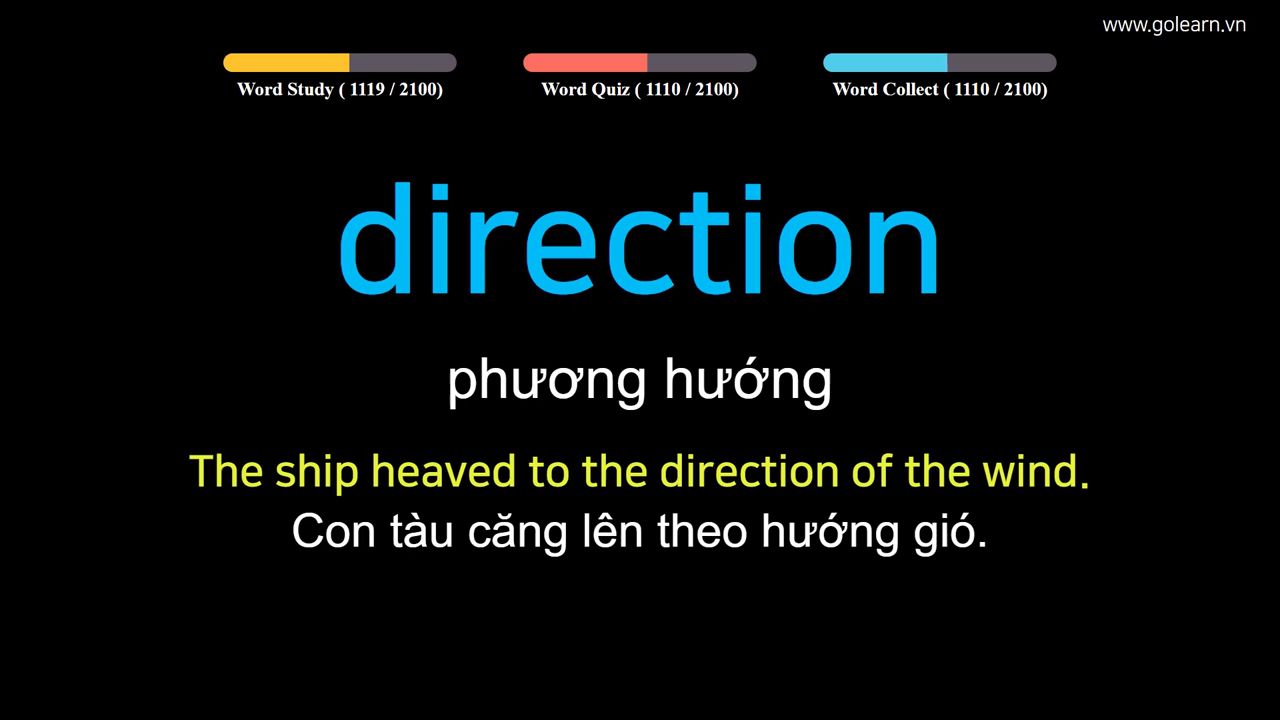 www.golearn.vn
Word Study ( 1119 / 2100)
Word Quiz ( 1110 / 2100)
Word Collect ( 1110 / 2100)
direction
phương hướng
The ship heaved to the direction of the wind.
Con tàu căng lên theo hướng gió.